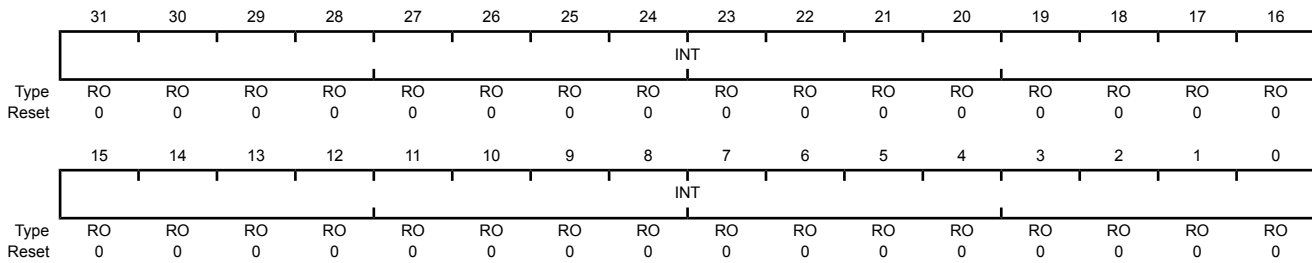 31 30 29 28 27 26 25 24 23 22 21 20 19 18 17 16
INT
Type RO RO RO RO RO RO RO RO RO RO RO RO RO RO RO RO
Reset 0 0 0 0 0 0 0 0 0 0 0 0 0 0 0 0
15 14 13 12 11 10 9 8 7 6 5 4 3 2 1 0
INT
Type RO RO RO RO RO RO RO RO RO RO RO RO RO RO RO RO
Reset 0 0 0 0 0 0 0 0 0 0 0 0 0 0 0 0